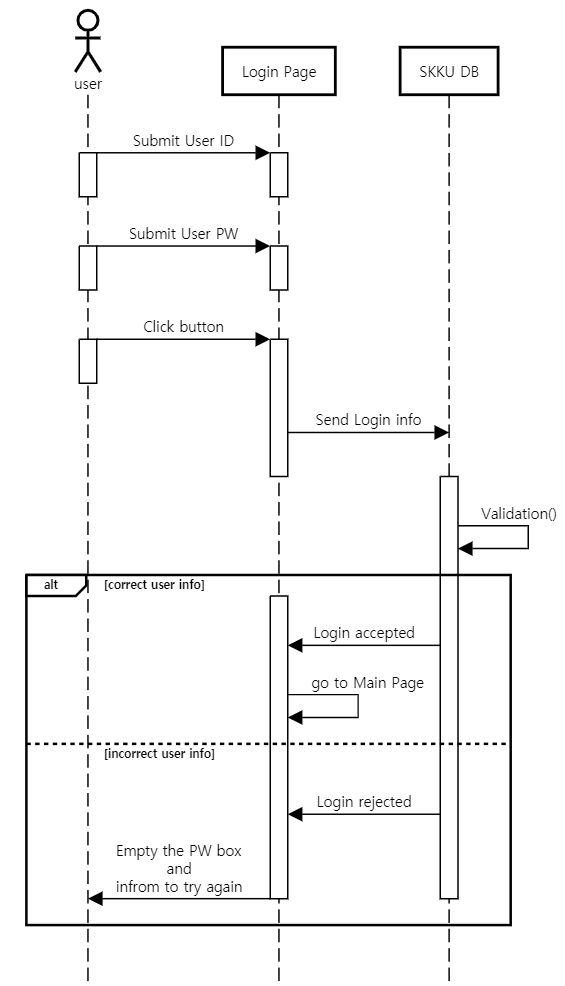 user
Login Page
SKKU DB
Submit User ID
Submit User PW
Click button
Send Login info
Validation()
alt
[correct user info]
Login accepted
go to Main Page
[incorrect user info]
Login rejected
Empty the PW box
and
infrom to try again